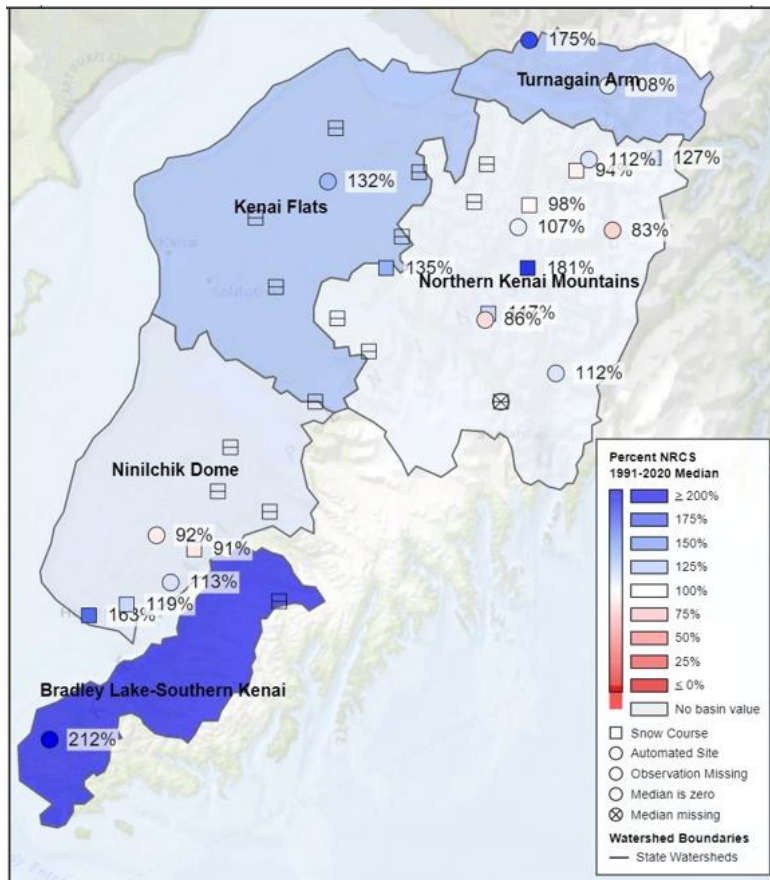 175%
Turnagain Arm
108%
112%
127%
94%
132%
Kenai Flats
98%
107%
83%
135%
181%
Northern Kenai Mountains
117%
86%
112%
Ninilchik Dome
92%
91%
113%
119%
163%
Bradley Lake-Southern Kenai
212%
Percent NRCS
1991-2020 Median
≥ 200%
175%
150%
125%
100%
75%
50%
25%
≤ 0%
No basin value
Snow Course
Automated Site
Observation Missing
Median is zero
Median missing
Watershed Boundaries
State Watersheds